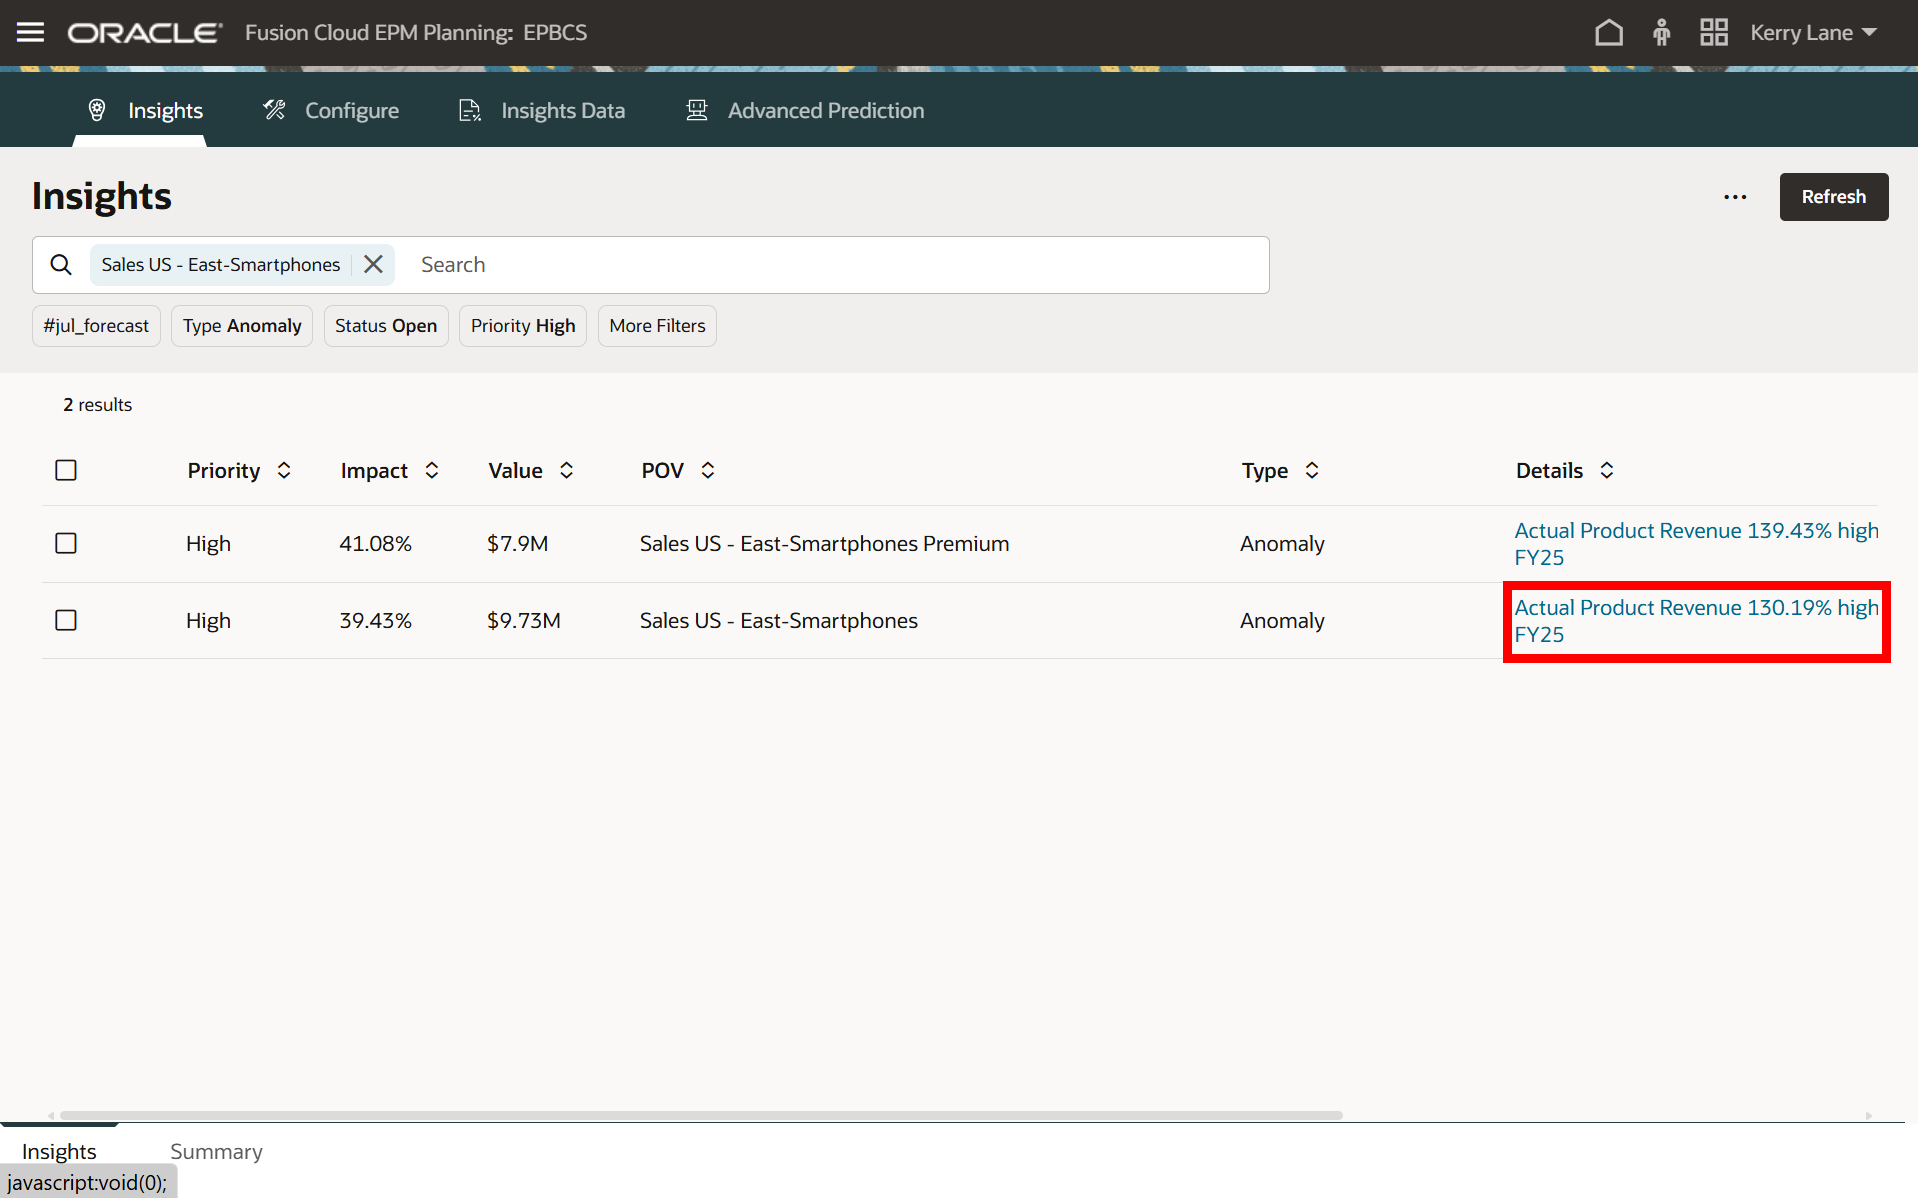 ORACLE Fusion Cloud EPM Planning: EPBCS Kerry Lane
Insights Configure Insights Data Advanced Prediction
Insights
Refresh
Sales US - East-Smartphones Search
#jul_forecast Type Anomaly Status Open Priority High More Filters
2 results
Priority Impact Value POV Type Details
High 41.08% $7.9M Sales US - East-Smartphones Premium Anomaly Actual Product Revenue 139.43% high
FY25
High 39.43% $9.73M Sales US - East-Smartphones Anomaly Actual Product Revenue 130.19% high
FY25
Insights Summary
javascript:void(0);